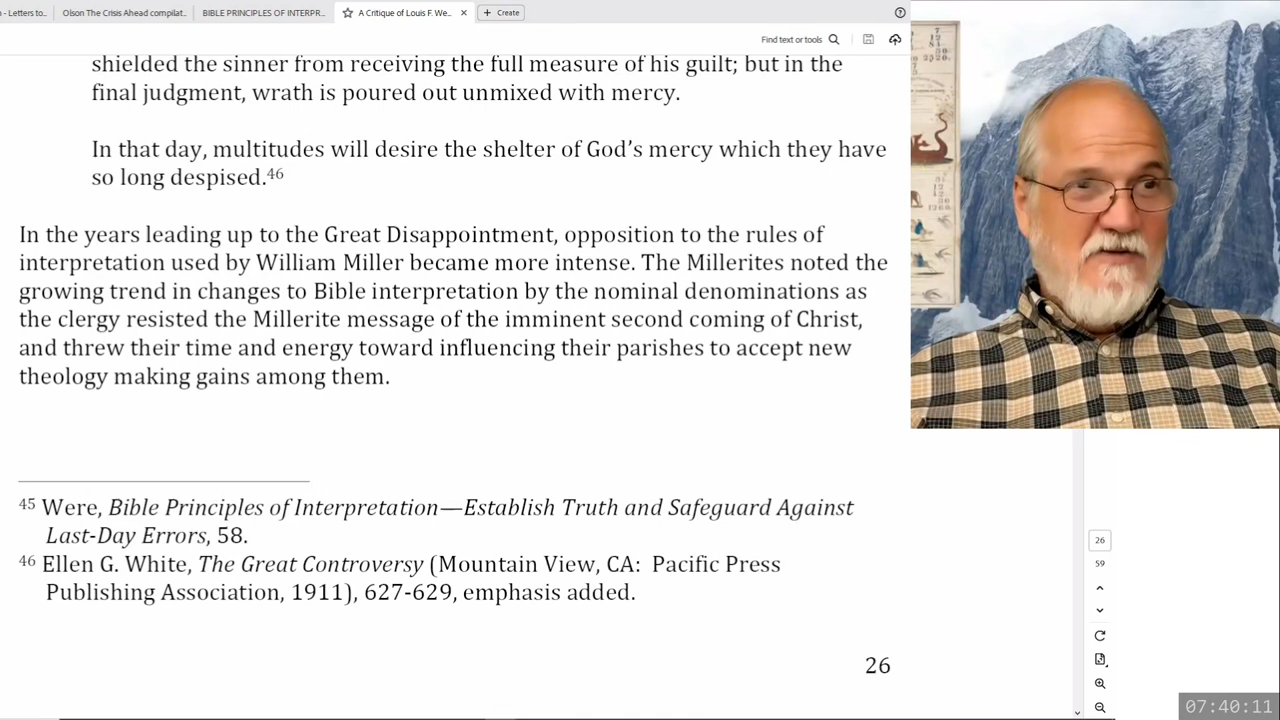 - Letters to...
Olson The Crisis Ahead compilat...
BIBLE PRINCIPLES OF INTERPR...
A Critique of Louis F. We...
Create
Find text or tools
shielded the sinner from receiving the full measure of his guilt; but in the
final judgment, wrath is poured out unmixed with mercy.
In that day, multitudes will desire the shelter of God's mercy which they have
so long despised.46
In the years leading up to the Great Disappointment, opposition to the rules of
interpretation used by William Miller became more intense. The Millerites noted the
growing trend in changes to Bible interpretation by the nominal denominations as
the clergy resisted the Millerite message of the imminent second coming of Christ,
and threw their time and energy toward influencing their parishes to accept new
theology making gains among them.
45 Were, Bible Principles of Interpretation—Establish Truth and Safeguard Against
Last-Day Errors, 58.
46 Ellen G. White, The Great Controversy (Mountain View, CA: Pacific Press
Publishing Association, 1911), 627-629, emphasis added.
26
26
59
07:40:11